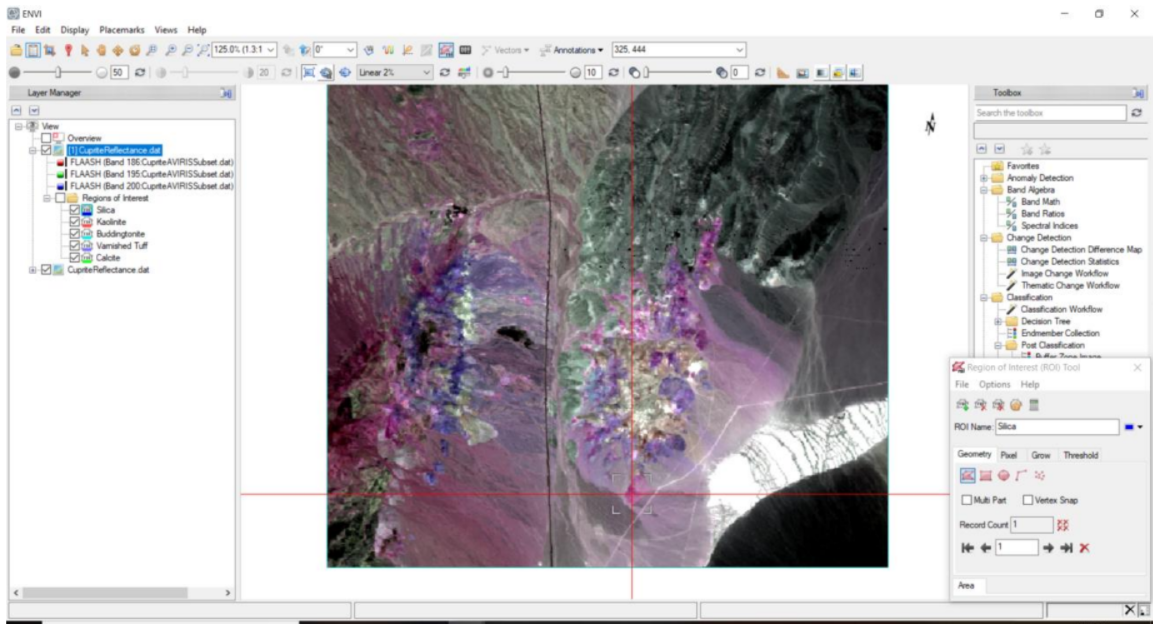 ENVI
File Edit Display Placemarks Views Help
125.0% (1.3:1 0° Vectors Annotations 325, 444
50 20 Linear 2% 10 0
Layer Manager
View
Overview
[1] CupriteReflectance.dat
FLAASH (Band 186:CupriteAVIRISSubset.dat)
FLAASH (Band 195:CupriteAVIRISSubset.dat)
FLAASH (Band 200:CupriteAVIRISSubset.dat)
Regions of Interest
Silica
Kaolinite
Buddingtonite
Varnished Tuff
Calcite
CupriteReflectance.dat
N
Toolbox
Search the toolbox
Favorites
Anomaly Detection
Band Algebra
Band Math
Band Ratios
Spectral Indices
Change Detection
Change Detection Difference Map
Change Detection Statistics
Image Change Workflow
Thematic Change Workflow
Classification
Classification Workflow
Decision Tree
Endmember Collection
Post Classification
Buffer Zone Image
Region of Interest (ROI) Tool
File Options Help
ROI Name: Silica
Geometry Pixel Grow Threshold
Multi Part Vertex Snap
Record Count 1
1
Area